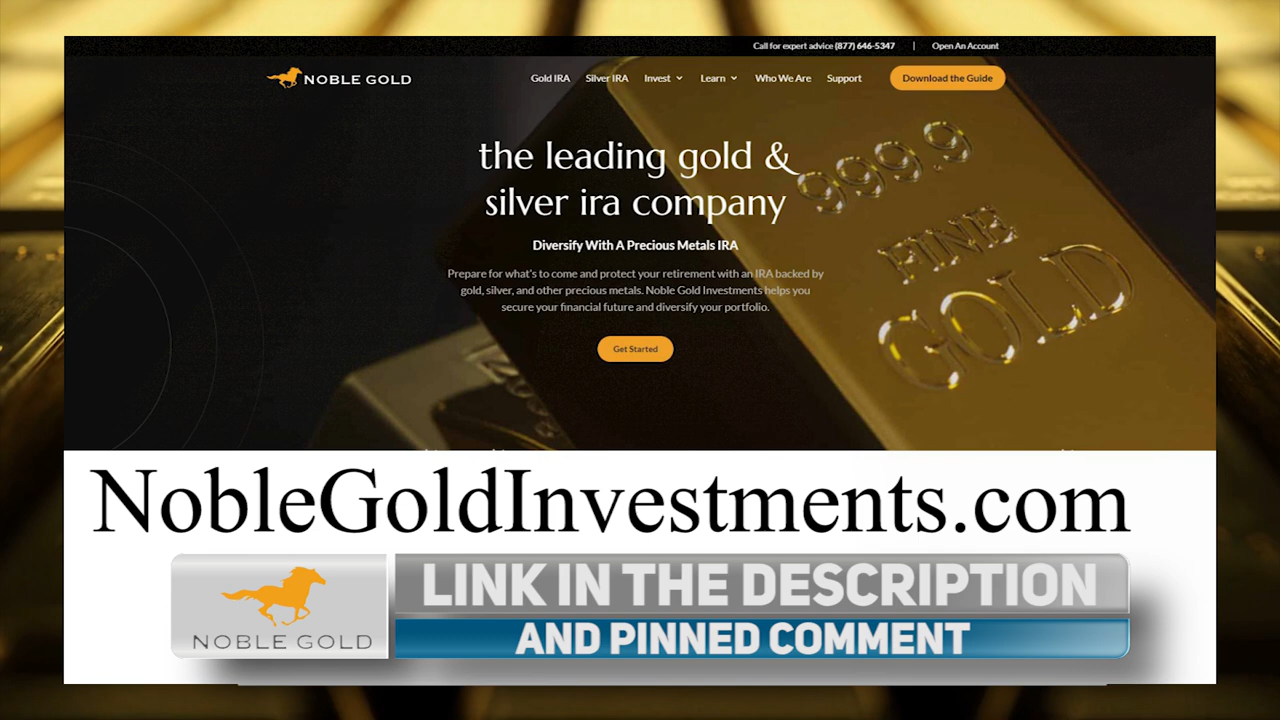 Call for expert advice (877) 646-5347 | Open An Account
NOBLE GOLD
Gold IRA Silver IRA Invest Learn Who We Are Support Download the Guide
the leading gold &
silver ira company
Diversify With A Precious Metals IRA
Prepare for what's to come and protect your retirement with an IRA backed by
gold, silver, and other precious metals. Noble Gold Investments helps you
secure your financial future and diversify your portfolio.
Get Started
999.9
FINE
GOLD
NobleGoldInvestments.com
NOBLE GOLD
LINK IN THE DESCRIPTION
AND PINNED COMMENT